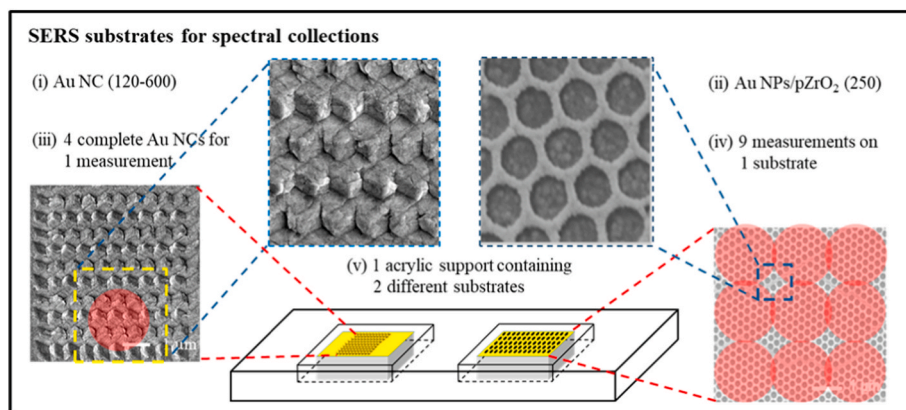 SERS substrates for spectral collections
(i) Au NC (120-600)
(ii) Au NPs/pZrO₂ (250)
(iii) 4 complete Au NCs for
1 measurement
(iv) 9 measurements on
1 substrate
(v) 1 acrylic support containing
2 different substrates